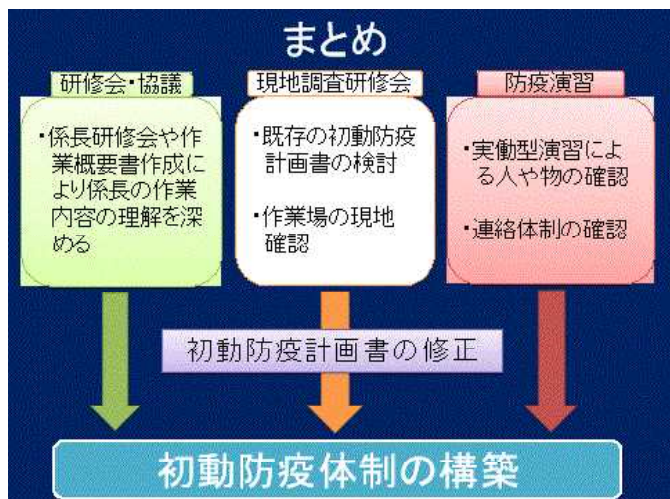 まとめ
研修会・協議
・係長研修会や作
業概要書作成に
より係長の作業
内容の理解を深
める
現地調査研修会
・既存の初動防疫
計画書の検討
・作業場の現地
確認
防疫演習
・実働型演習によ
る人や物の確認
・連絡体制の確認
初動防疫計画書の修正
初動防疫体制の構築